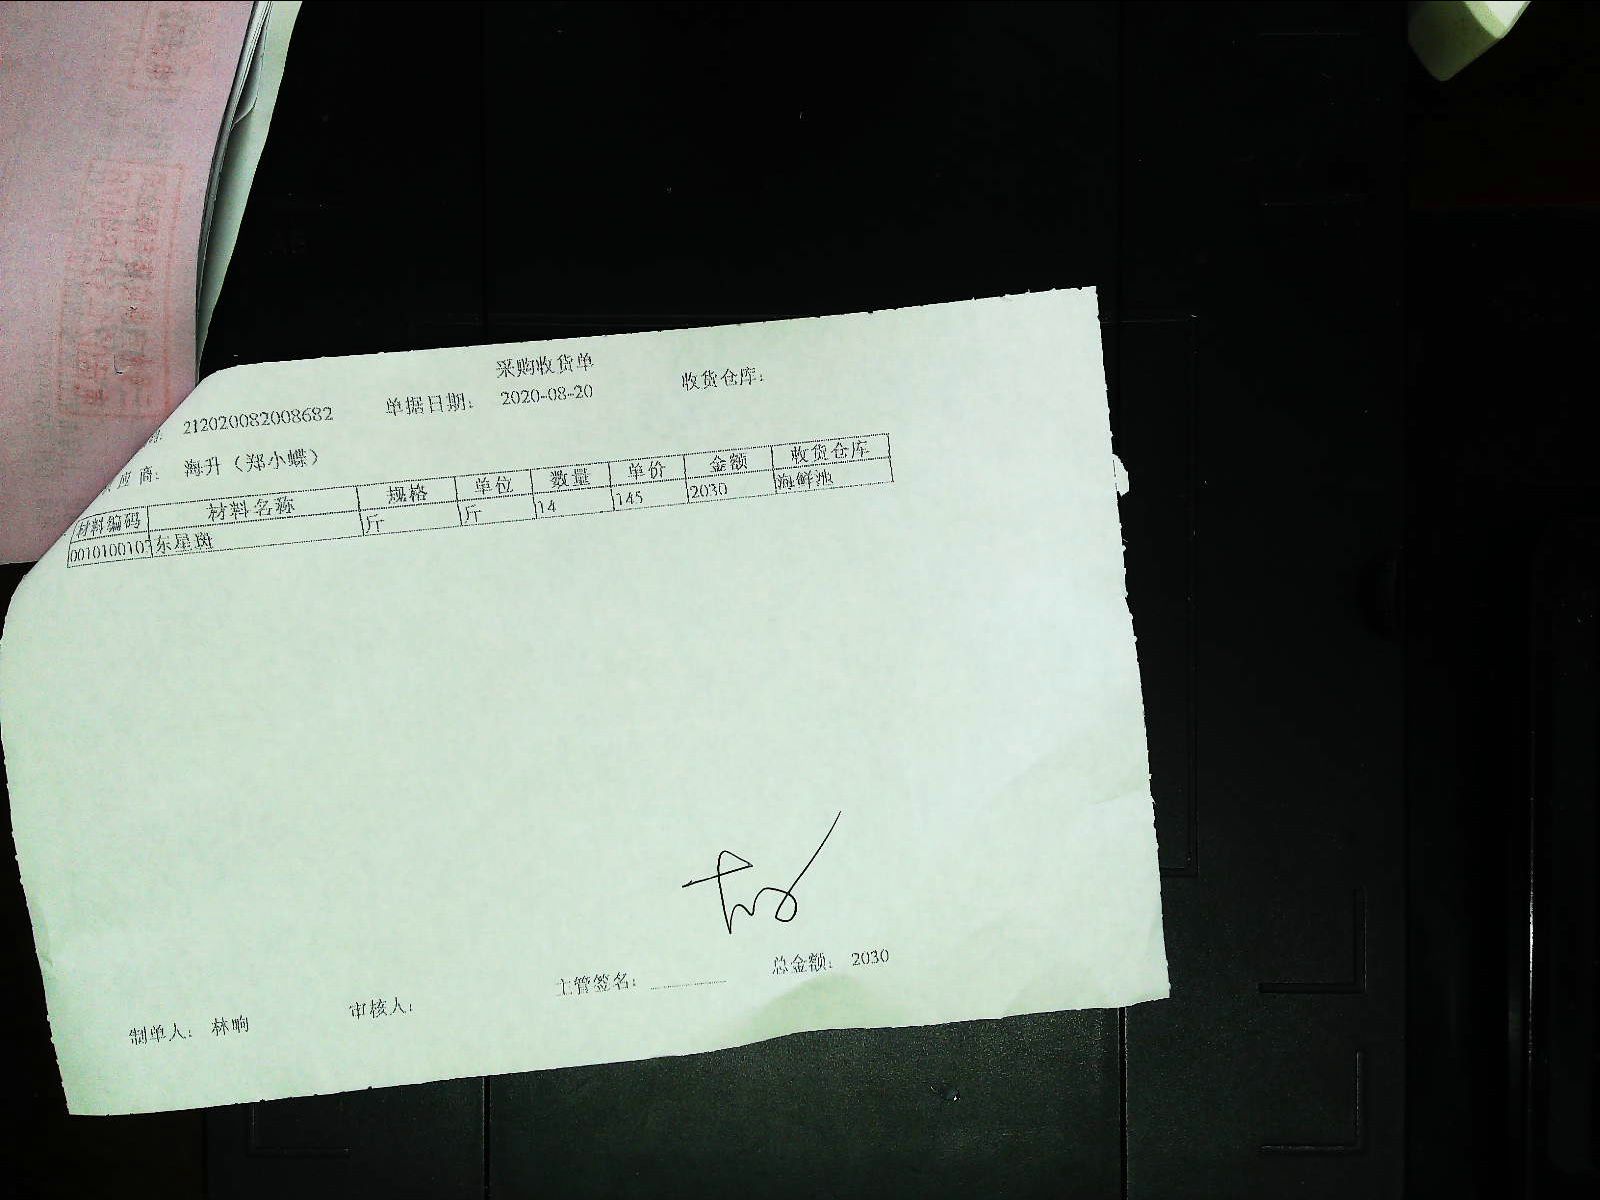 采购收货单
212020082008682 单据日期： 2020-08-20 收货仓库：
应商： 海升（郑小蝶）
材料编码 材料名称 规格 单位 数量 单价 金额 收货仓库
001010010 东星斑 斤 斤 14 145 2030 海鲜池
主管签名： 总金额： 2030
制单人： 林响 审核人：